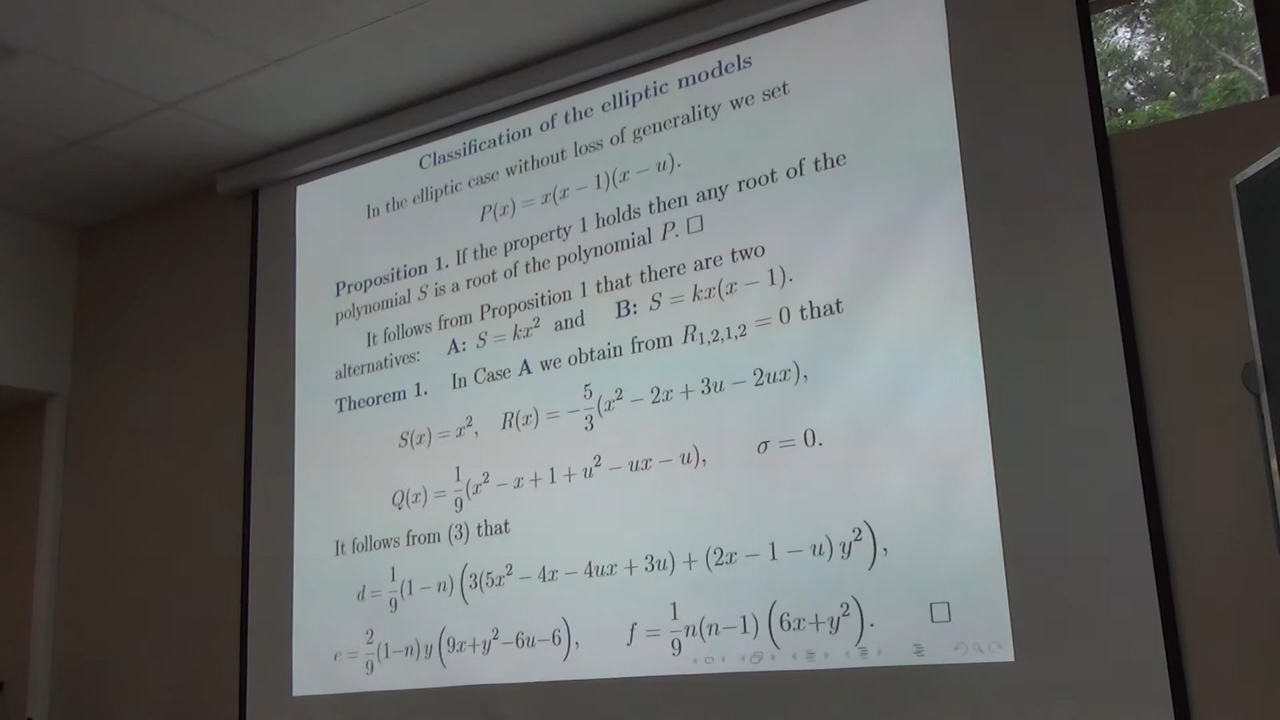 Classification of the elliptic models
In the elliptic case without loss of generality we set
P(x) = x(x − 1)(x − u).
Proposition 1. If the property 1 holds then any root of the
polynomial S is a root of the polynomial P. □
It follows from Proposition 1 that there are two
alternatives: A: S = kx² and B: S = kx(x − 1).
Theorem 1. In Case A we obtain from R₁,₂,₁,₂ = 0 that
S(x) = x², R(x) = −5/3(x² − 2x + 3u − 2ux),
Q(x) = 1/9(x² − x + 1 + u² − ux − u), σ = 0.
It follows from (3) that
d = 1/9(1 − n)(3(5x² − 4x − 4ux + 3u) + (2x − 1 − u) y²),
e = 2/9(1−n) y (9x+y²−6u−6), f = 1/9 n(n−1) (6x+y²). □